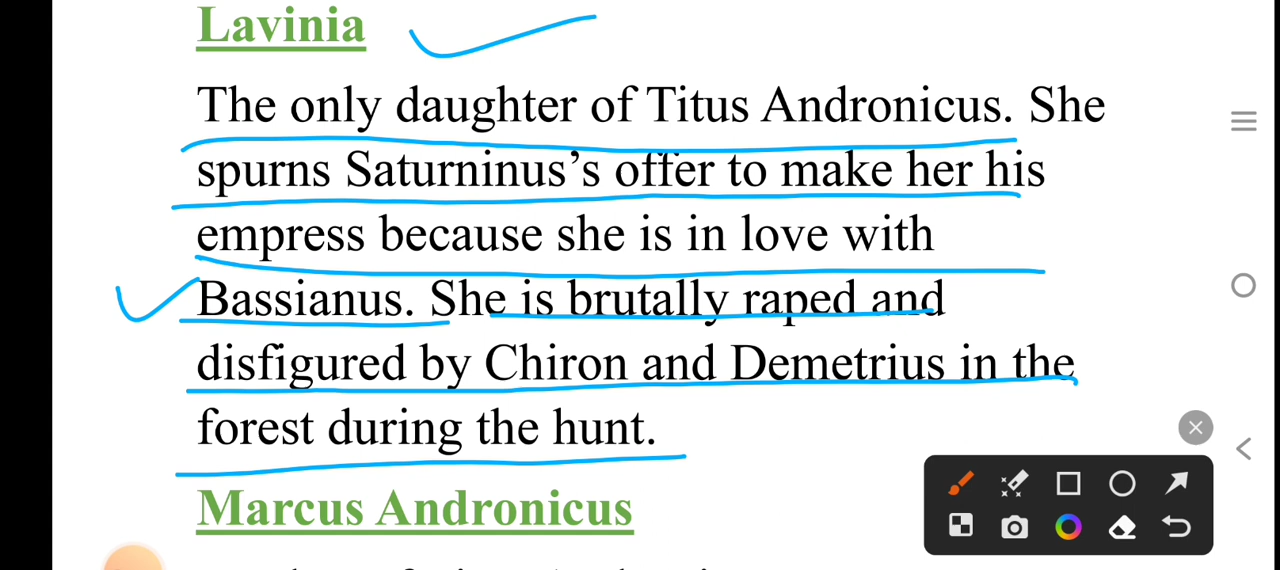 Lavinia
The only daughter of Titus Andronicus. She
spurns Saturninus’s offer to make her his
empress because she is in love with
Bassianus. She is brutally raped and
disfigured by Chiron and Demetrius in the
forest during the hunt.
Marcus Andronicus